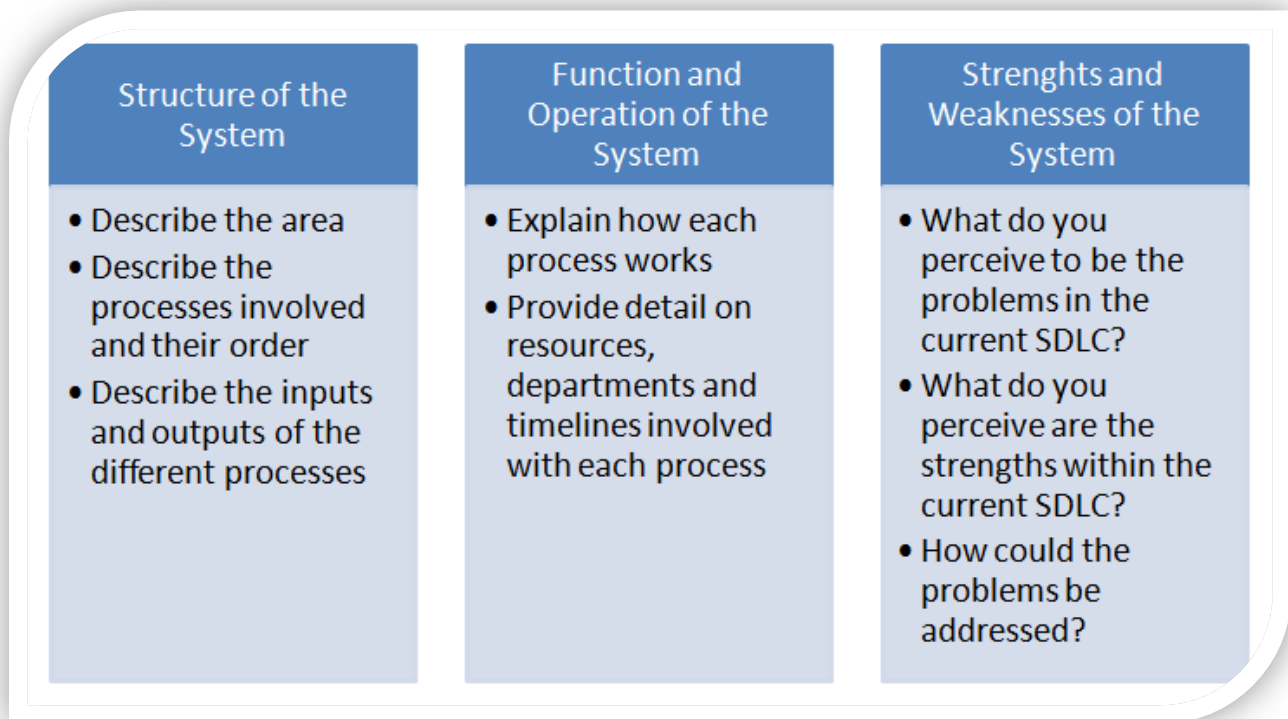 Structure of the
System
• Describe the area
• Describe the
processes involved
and their order
• Describe the inputs
and outputs of the
different processes
Function and
Operation of the
System
• Explain how each
process works
• Provide detail on
resources,
departments and
timelines involved
with each process
Strenghts and
Weaknesses of the
System
• What do you
perceive to be the
problems in the
current SDLC?
• What do you
perceive are the
strengths within the
current SDLC?
• How could the
problems be
addressed?